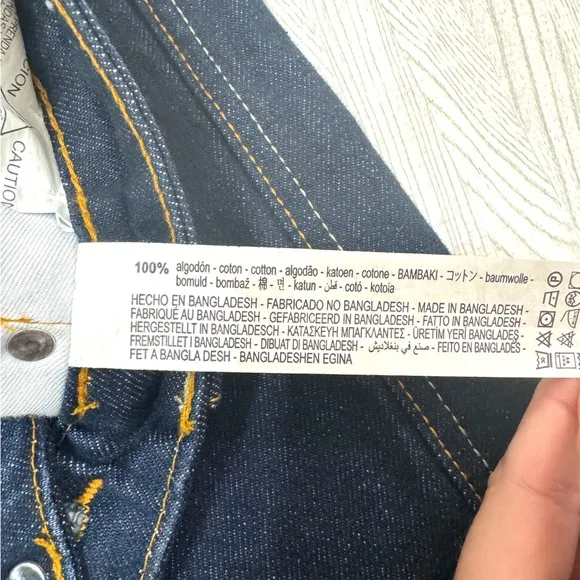 PRENDA
CAUTION
100% algodón - coton - cotton - algodão - katoen - cotone - BAMBAKI - コットン - baumwolle -
bomuld - bombaž - 棉 - 면 - katun - قطن - cotó - kotoia
HECHO EN BANGLADESH - FABRICADO NO BANGLADESH - MADE IN BANGLADESH -
FABRIQUÉ AU BANGLADESH - GEFABRICEERD IN BANGLADESH - FATTO IN BANGLADESH -
HERGESTELLT IN BANGLADESCH - ΚΑΤΑΣΚΕΥΗ ΜΠΑΓΚΛΑΝΤΕΣ - ÜRETİM YERİ BANGLADEŞ -
FREMSTILLET I BANGLADESH - DIBUAT DI BANGLADESH - صنع في بنغلاديش - FEITO EN BANGLADESH -
FET A BANGLA DESH - BANGLADESHEN EGINA